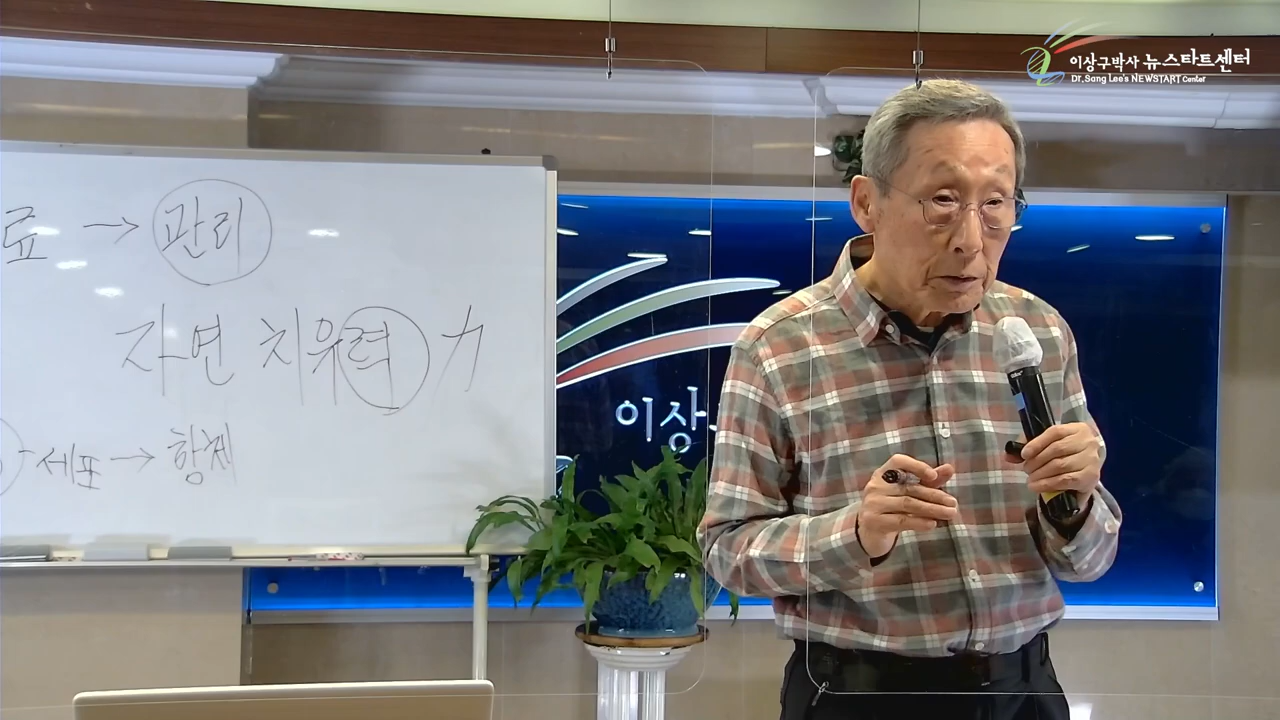 이상구박사 뉴스타트센터
Dr. Sang Lee's NEWSTART Center
료 → 관리
자연 치유력 力
세포 → 항체
이상